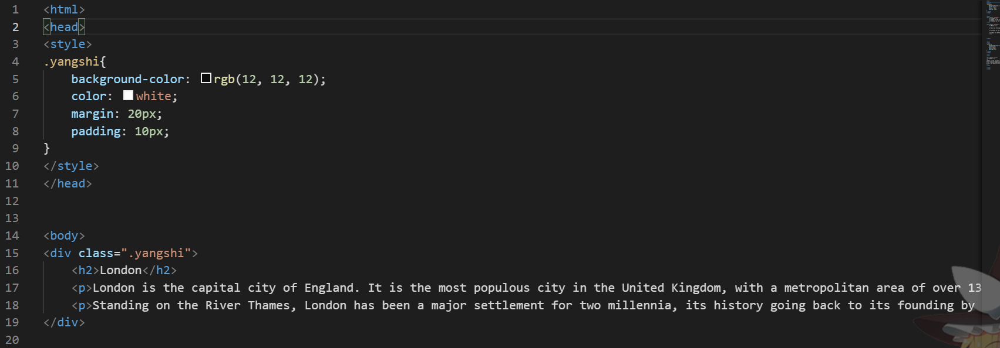 1 <html>
2 <head>
3 <style>
4 .yangshi{
5 background-color: rgb(12, 12, 12);
6 color: white;
7 margin: 20px;
8 padding: 10px;
9 }
10 </style>
11 </head>
12
13
14 <body>
15 <div class=".yangshi">
16 <h2>London</h2>
17 <p>London is the capital city of England. It is the most populous city in the United Kingdom, with a metropolitan area of over 13
18 <p>Standing on the River Thames, London has been a major settlement for two millennia, its history going back to its founding by
19 </div>
20